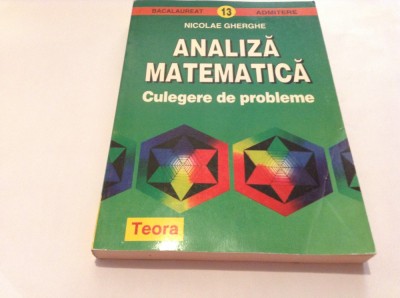 BACALAUREAT 13 ADMITERE
NICOLAE GHERGHE
ANALIZĂ
MATEMATICĂ
Culegere de probleme
Teora